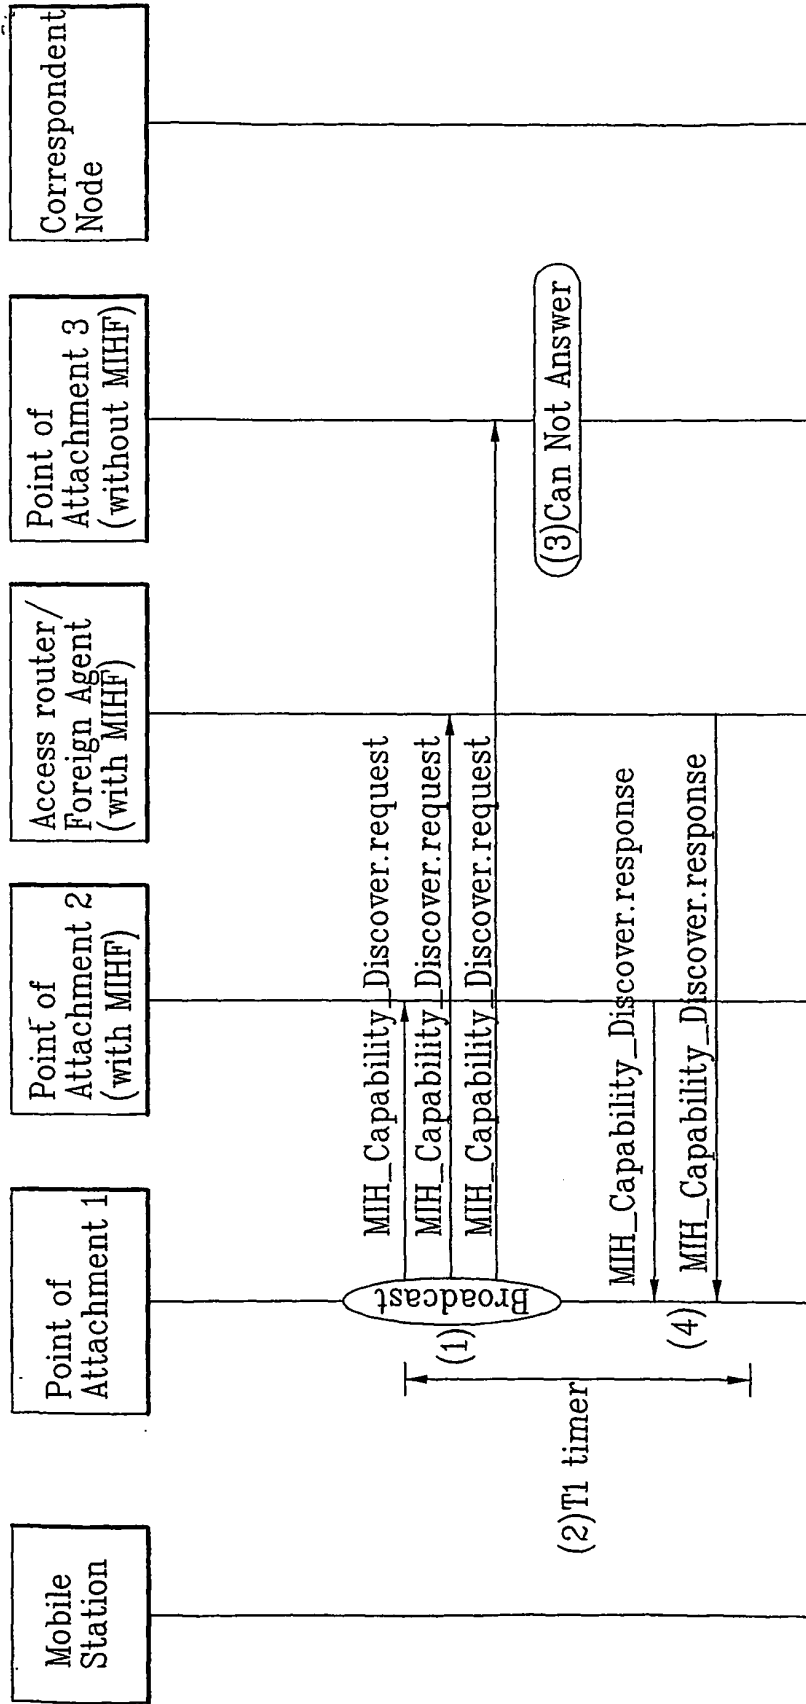 Mobile
Station
Point of
Attachment 1
Point of
Attachment 2
(with MIHF)
Access router/
Foreign Agent
(with MIHF)
Point of
Attachment 3
(without MIHF)
Correspondent
Node
(1)
Broadcast
MIH_Capability_Discover.request
MIH_Capability_Discover.request
MIH_Capability_Discover.request
(2)T1 timer
(3)Can Not Answer
MIH_Capability_Discover.response
(4)
MIH_Capability_Discover.response